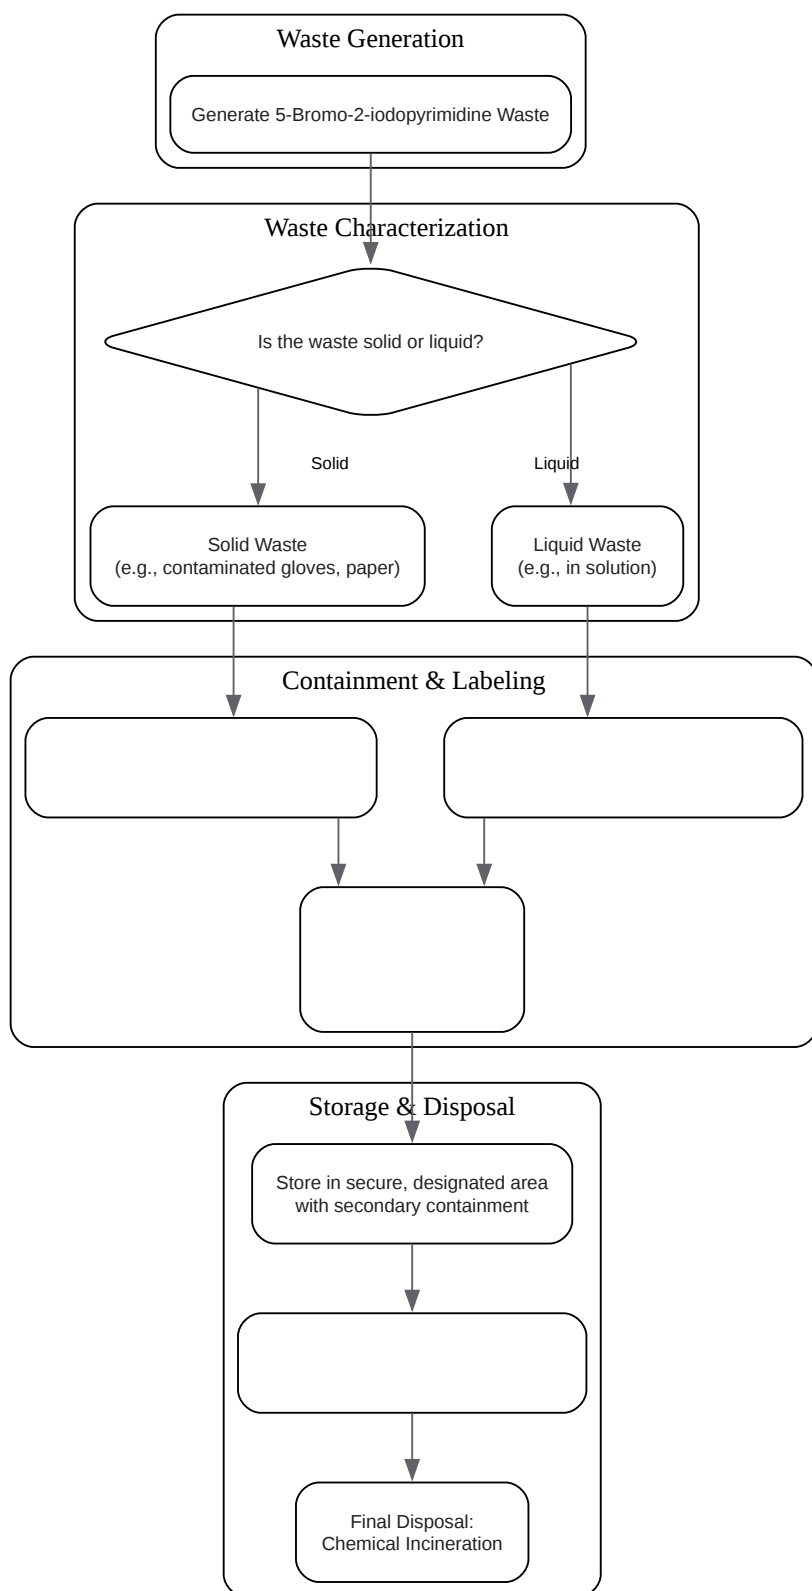 Waste Generation
Generate 5-Bromo-2-iodopyrimidine Waste
Waste Characterization
Is the waste solid or liquid?
Solid
Liquid
Solid Waste
(e.g., contaminated gloves, paper)
Liquid Waste
(e.g., in solution)
Containment & Labeling
Storage & Disposal
Store in secure, designated area
with secondary containment
Final Disposal:
Chemical Incineration